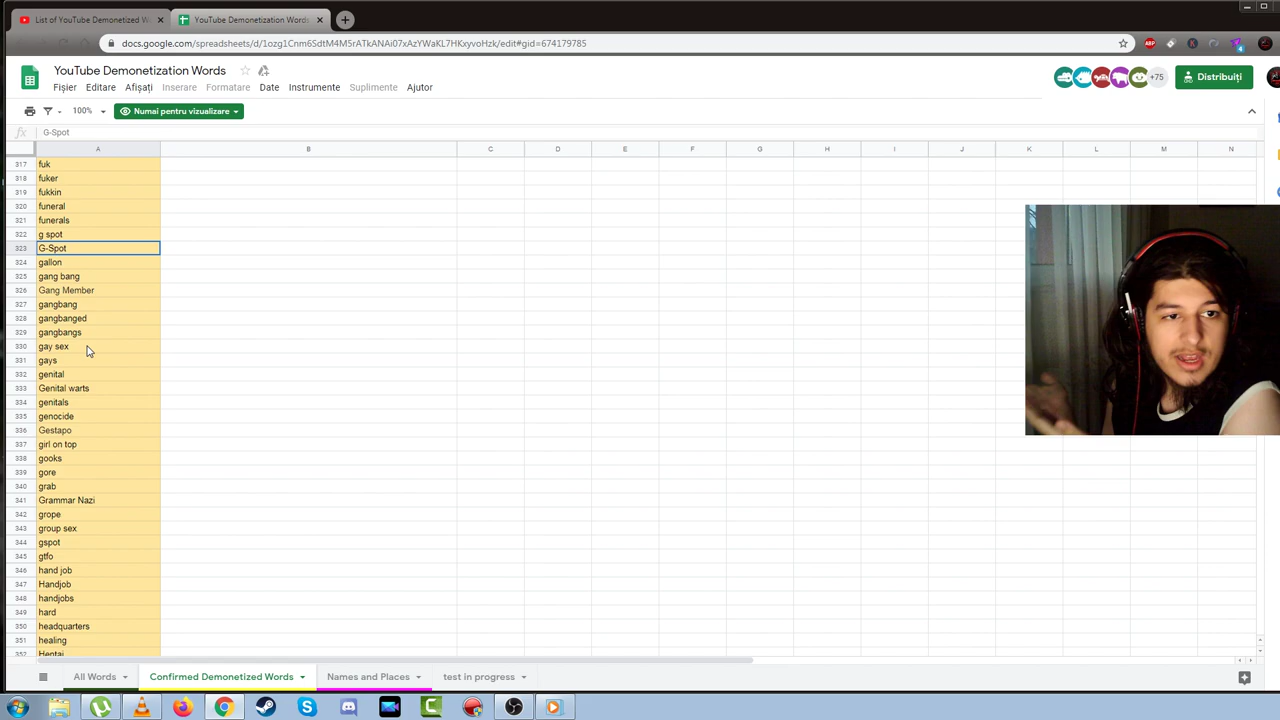 List of YouTube Demonetized W
YouTube Demonetization Words
docs.google.com/spreadsheets/d/1ozg1Cnm6SdtM4M5rATkANAi07xAzYWaKL7HKxyvoHzk/edit#gid=674179785
YouTube Demonetization Words
Fișier Editare Afișați Inserare Formatare Date Instrumente Suplimente Ajutor
+75
Distribuiți
100%
Numai pentru vizualizare
fx G-Spot
A B C D E F G H I J K L M N
317 fuk
318 fuker
319 fukkin
320 funeral
321 funerals
322 g spot
323 G-Spot
324 gallon
325 gang bang
326 Gang Member
327 gangbang
328 gangbanged
329 gangbangs
330 gay sex
331 gays
332 genital
333 Genital warts
334 genitals
335 genocide
336 Gestapo
337 girl on top
338 gooks
339 gore
340 grab
341 Grammar Nazi
342 grope
343 group sex
344 gspot
345 gtfo
346 hand job
347 Handjob
348 handjobs
349 hard
350 headquarters
351 healing
352 Hentai
All Words Confirmed Demonetized Words Names and Places test in progress